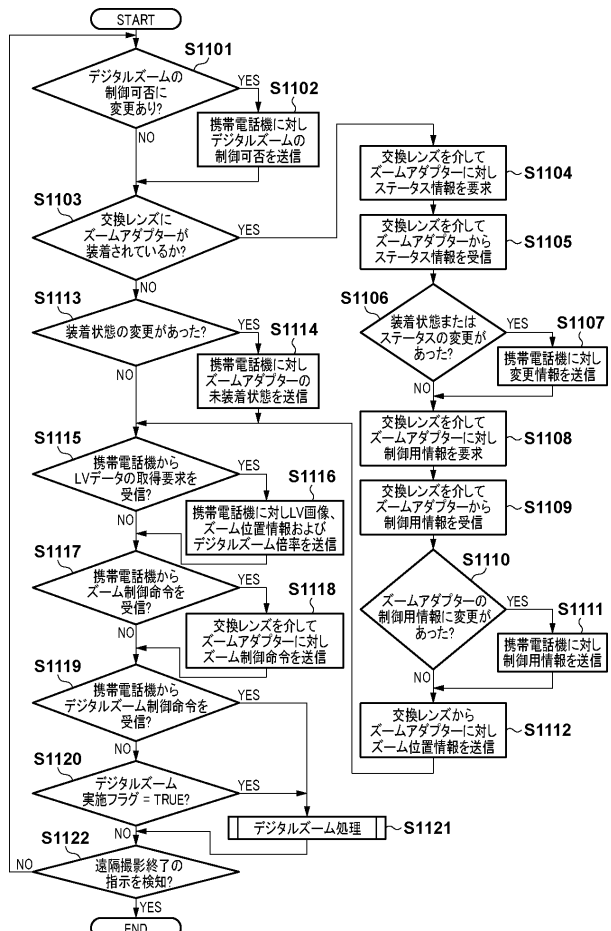 START
S1101
デジタルズームの
制御可否に
変更あり?
YES
NO
S1102
携帯電話機に対し
デジタルズームの
制御可否を送信
S1103
交換レンズに
ズームアダプターが
装着されているか?
YES
NO
S1104
交換レンズを介して
ズームアダプターに対し
ステータス情報を要求
S1105
交換レンズを介して
ズームアダプターから
ステータス情報を受信
S1106
装着状態または
ステータスの変更が
あった?
YES
NO
S1107
携帯電話機に対し
変更情報を送信
S1108
交換レンズを介して
ズームアダプターに対し
制御用情報を要求
S1109
交換レンズを介して
ズームアダプターから
制御用情報を受信
S1110
ズームアダプターの
制御用情報に変更が
あった?
YES
NO
S1111
携帯電話機に対し
制御用情報を送信
S1112
交換レンズから
ズームアダプターに対し
ズーム位置情報を送信
S1113
装着状態の変更があった?
YES
NO
S1114
携帯電話機に対し
ズームアダプターの
未装着状態を送信
S1115
携帯電話機から
LVデータの取得要求を
受信?
YES
NO
S1116
携帯電話機に対しLV画像、
ズーム位置情報および
デジタルズーム倍率を送信
S1117
携帯電話機から
ズーム制御命令を
受信?
YES
NO
S1118
交換レンズを介して
ズームアダプターに対し
ズーム制御命令を送信
S1119
携帯電話機から
デジタルズーム制御命令を
受信?
YES
NO
S1120
デジタルズーム
実施フラグ = TRUE?
YES
NO
S1121
デジタルズーム処理
S1122
遠隔撮影終了の
指示を検知?
NO
YES
END